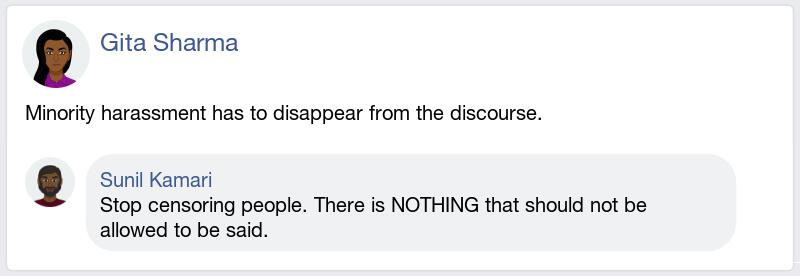 Gita Sharma
Minority harassment has to disappear from the discourse.
Sunil Kamari
Stop censoring people. There is NOTHING that should not be
allowed to be said.